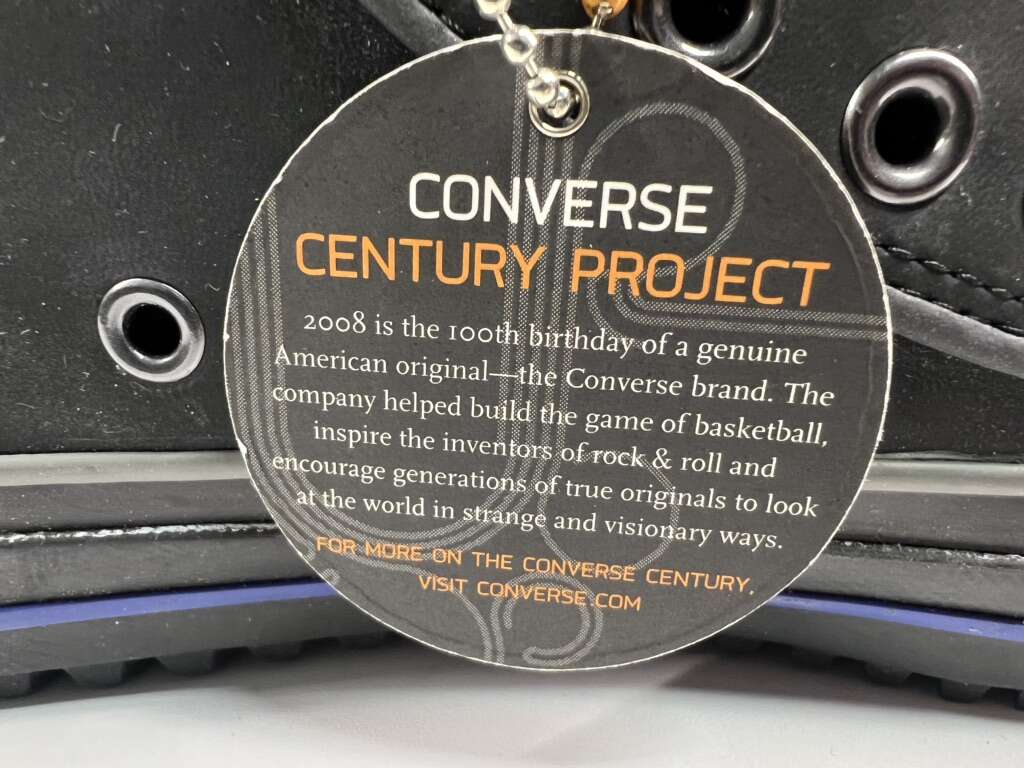 CONVERSE
CENTURY PROJECT
2008 is the 100th birthday of a genuine
American original—the Converse brand. The
company helped build the game of basketball,
inspire the inventors of rock & roll and
encourage generations of true originals to look
at the world in strange and visionary ways.
FOR MORE ON THE CONVERSE CENTURY,
VISIT CONVERSE.COM